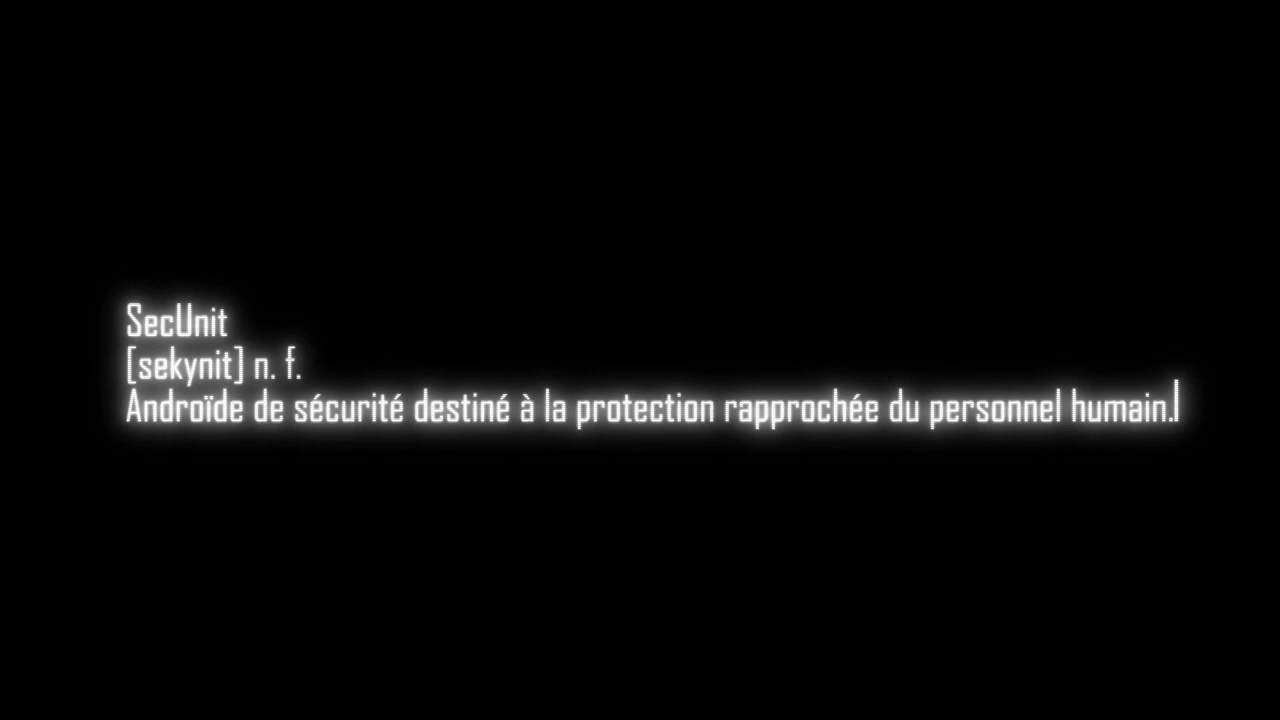 SecUnit
[sekynit] n. f.
Androïde de sécurité destiné à la protection rapprochée du personnel humain.